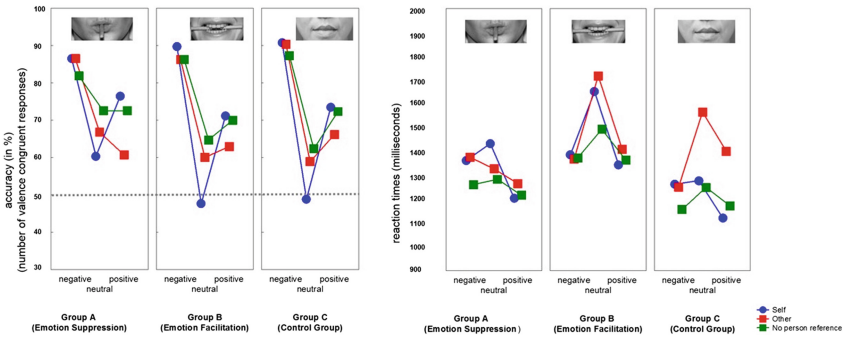 accuracy (in %)
(number of valence congruent responses)
100
90
80
70
60
50
40
30
negative
neutral
positive
negative
neutral
positive
negative
neutral
positive
Group A
(Emotion Suppression)
Group B
(Emotion Facilitation)
Group C
(Control Group)
reaction times (milliseconds)
2000
1900
1800
1700
1600
1500
1400
1300
1200
1100
1000
900
negative
neutral
positive
negative
neutral
positive
negative
neutral
positive
Group A
(Emotion Suppression)
Group B
(Emotion Facilitation)
Group C
(Control Group)
Self
Other
No person reference